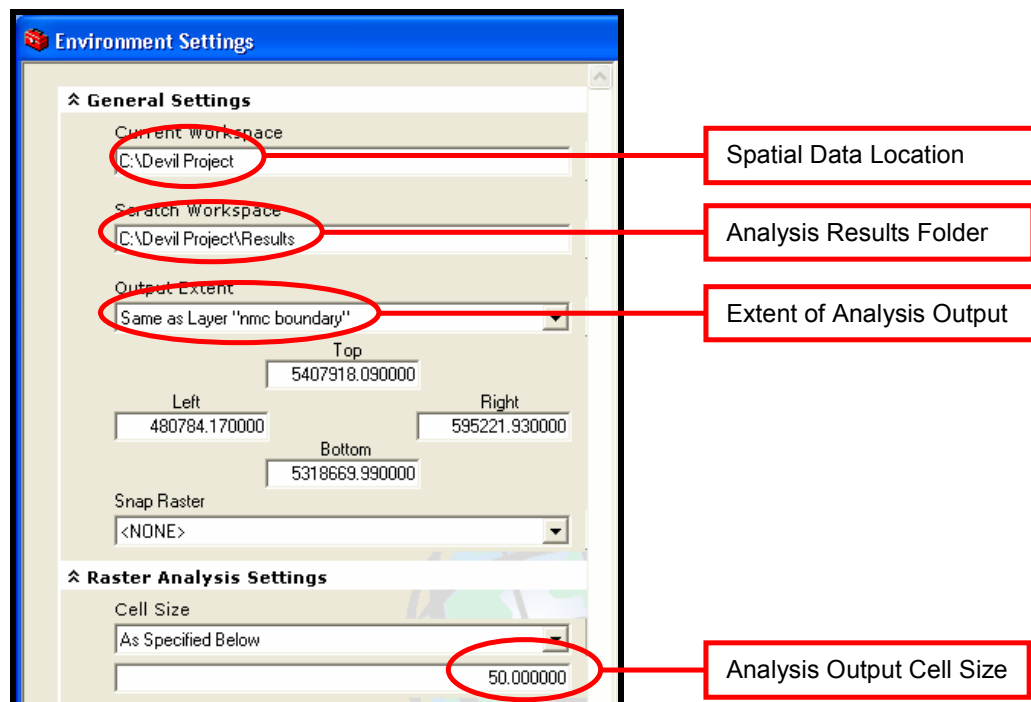 Environment Settings
General Settings
Current Workspace
C:\Devil Project
Spatial Data Location
Scratch Workspace
C:\Devil Project\Results
Analysis Results Folder
Output Extent
Same as Layer "nmc boundary"
Extent of Analysis Output
Top
5407918.090000
Left Right
480784.170000 595221.930000
Bottom
5318669.990000
Snap Raster
<NONE>
Raster Analysis Settings
Cell Size
As Specified Below
50.000000
Analysis Output Cell Size